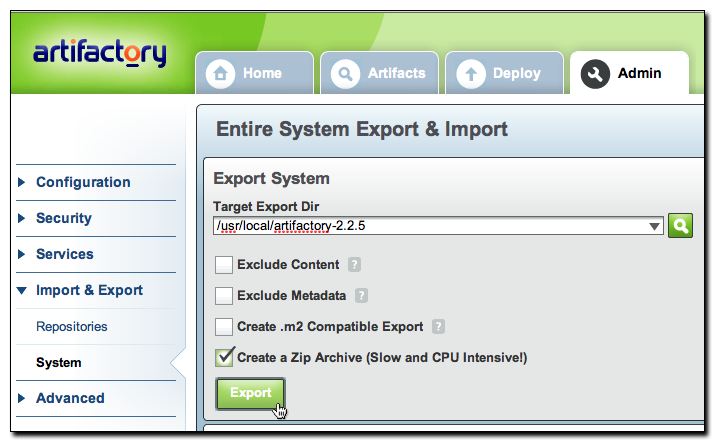 artifactory
Home
Artifacts
Deploy
Admin
Configuration
Security
Services
Import & Export
Repositories
System
Advanced
Entire System Export & Import
Export System
Target Export Dir
/usr/local/artifactory-2.2.5
Exclude Content ?
Exclude Metadata ?
Create .m2 Compatible Export ?
Create a Zip Archive (Slow and CPU Intensive!)
Export